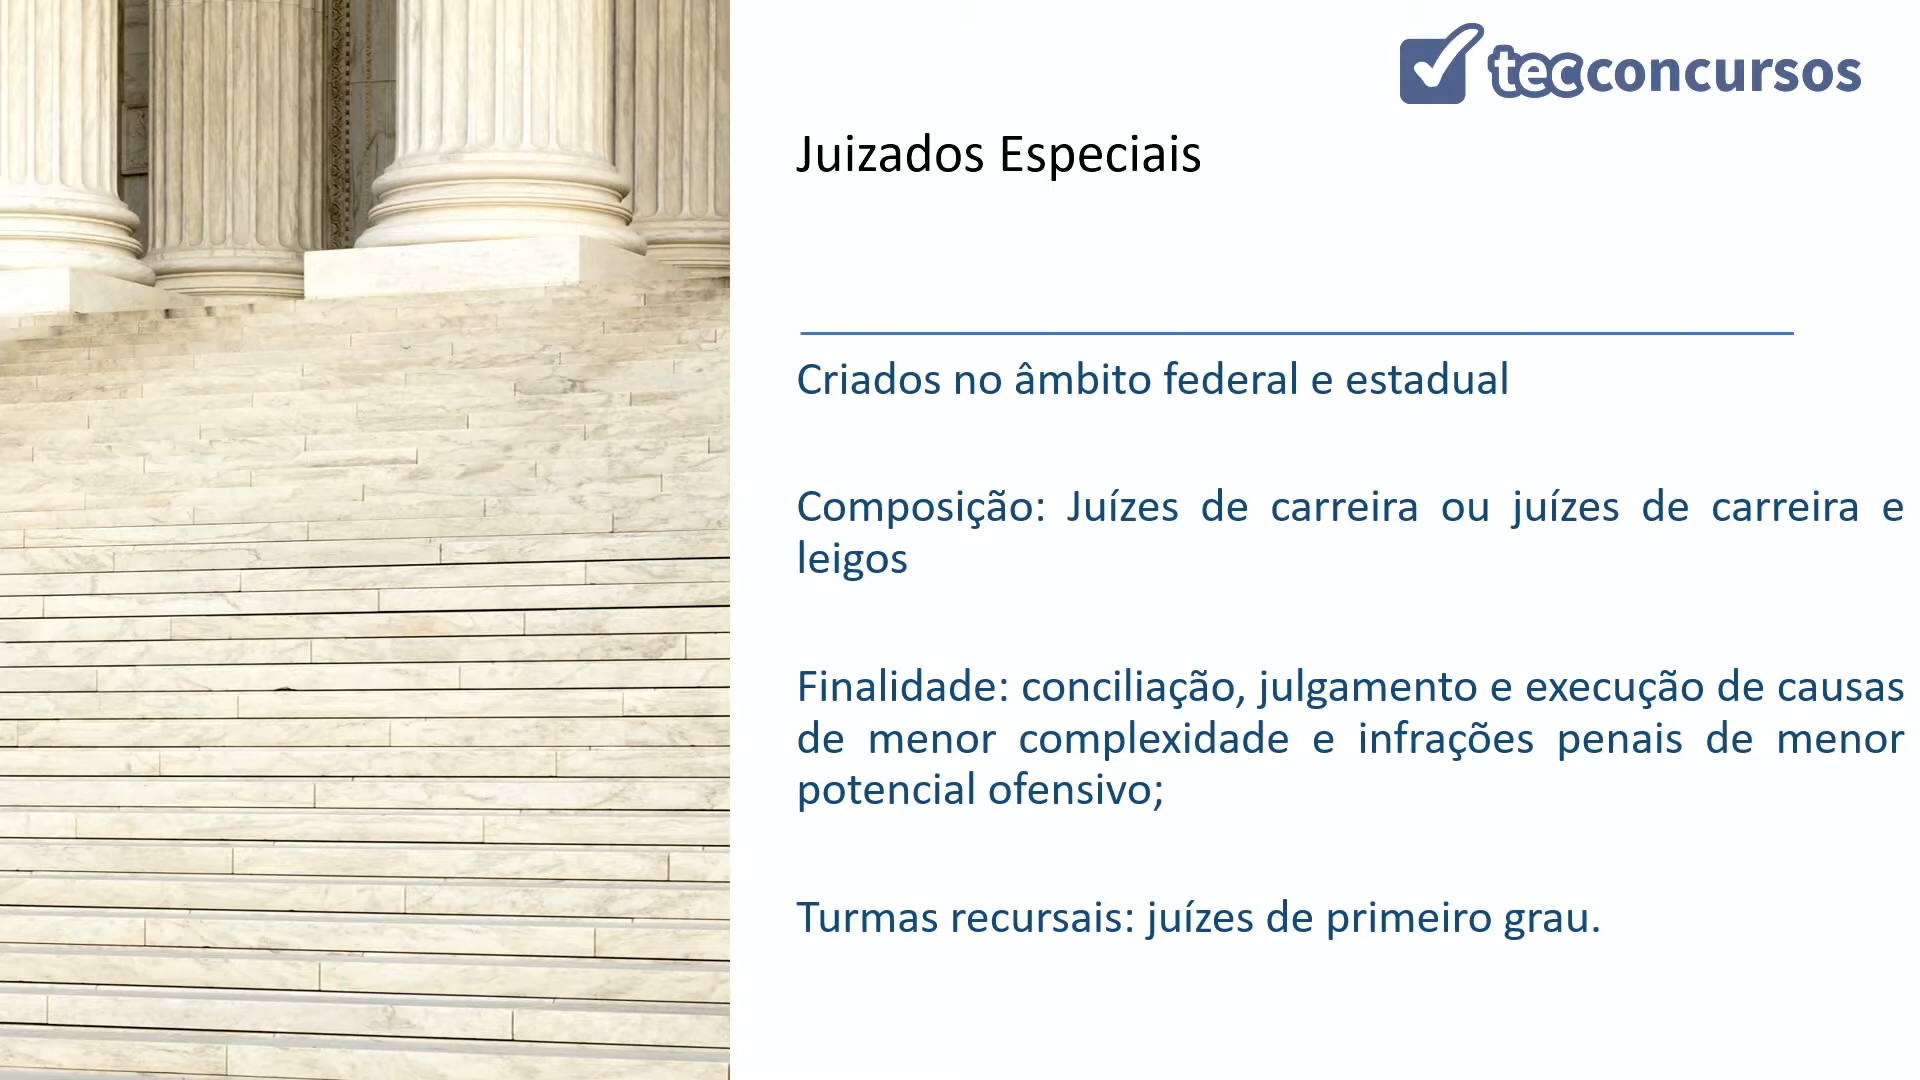 tecconcursos
Juizados Especiais
Criados no âmbito federal e estadual
Composição: Juízes de carreira ou juízes de carreira e
leigos
Finalidade: conciliação, julgamento e execução de causas
de menor complexidade e infrações penais de menor
potencial ofensivo;
Turmas recursais: juízes de primeiro grau.